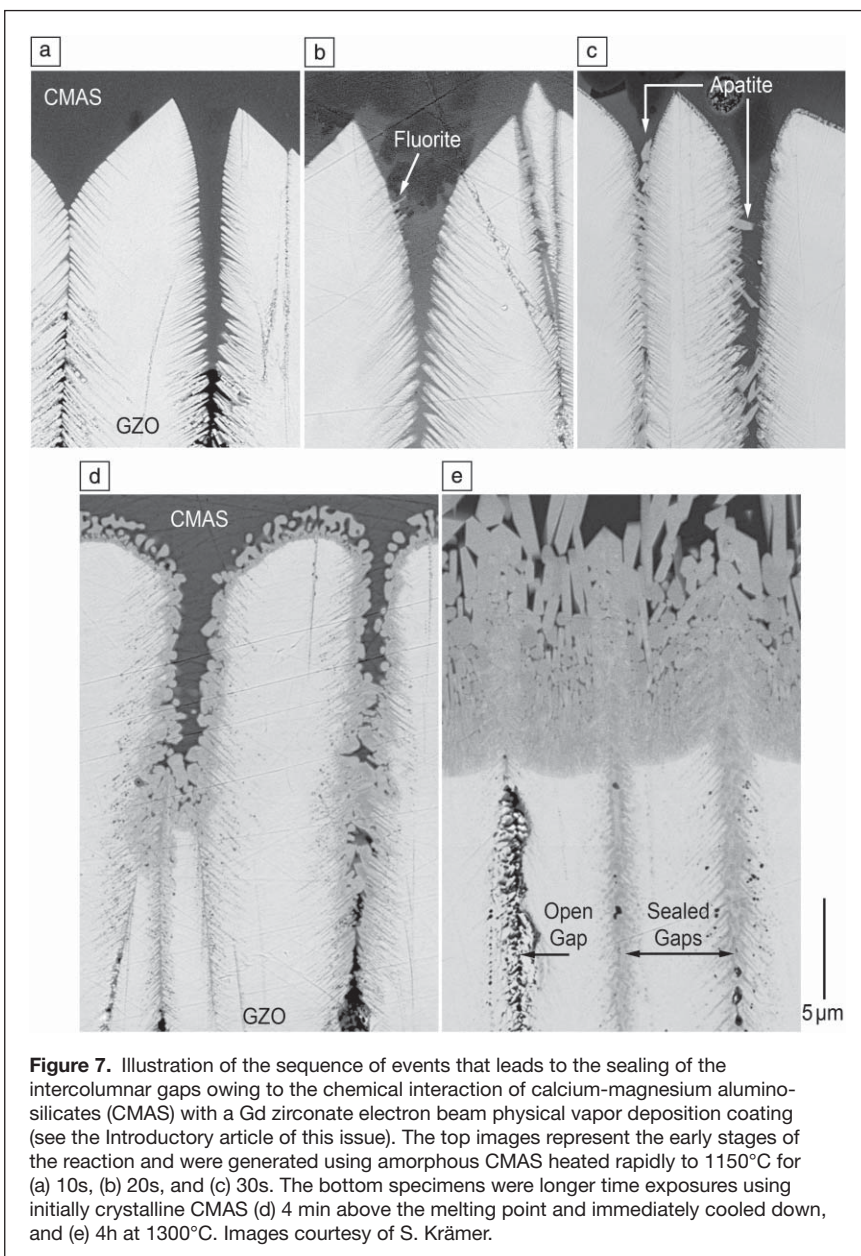 a
b
c
CMAS
Fluorite
Apatite
GZO
d
e
CMAS
Open
Gap
Sealed
Gaps
GZO
5 µm
Figure 7. Illustration of the sequence of events that leads to the sealing of the
intercolumnar gaps owing to the chemical interaction of calcium-magnesium alumino-
silicates (CMAS) with a Gd zirconate electron beam physical vapor deposition coating
(see the Introductory article of this issue). The top images represent the early stages of
the reaction and were generated using amorphous CMAS heated rapidly to 1150°C for
(a) 10s, (b) 20s, and (c) 30s. The bottom specimens were longer time exposures using
initially crystalline CMAS (d) 4 min above the melting point and immediately cooled down,
and (e) 4h at 1300°C. Images courtesy of S. Krämer.